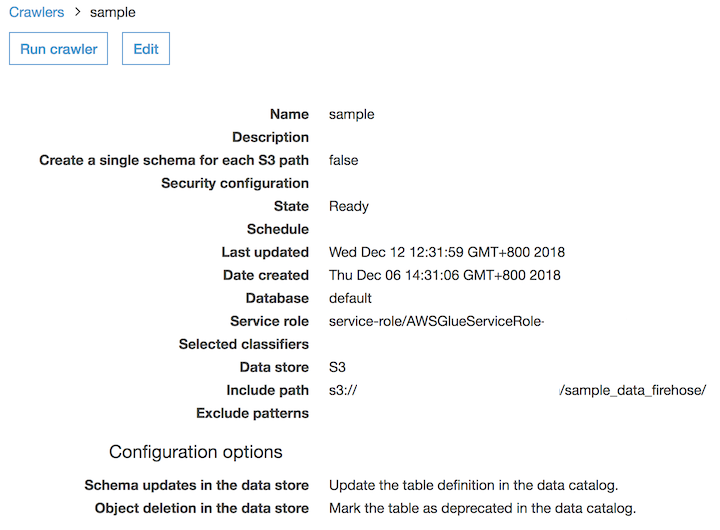 Crawlers > sample
Run crawler Edit
Name sample
Description
Create a single schema for each S3 path false
Security configuration
State Ready
Schedule
Last updated Wed Dec 12 12:31:59 GMT+800 2018
Date created Thu Dec 06 14:31:06 GMT+800 2018
Database default
Service role service-role/AWSGlueServiceRole-
Selected classifiers
Data store S3
Include path s3:// /sample_data_firehose/
Exclude patterns
Configuration options
Schema updates in the data store Update the table definition in the data catalog.
Object deletion in the data store Mark the table as deprecated in the data catalog.